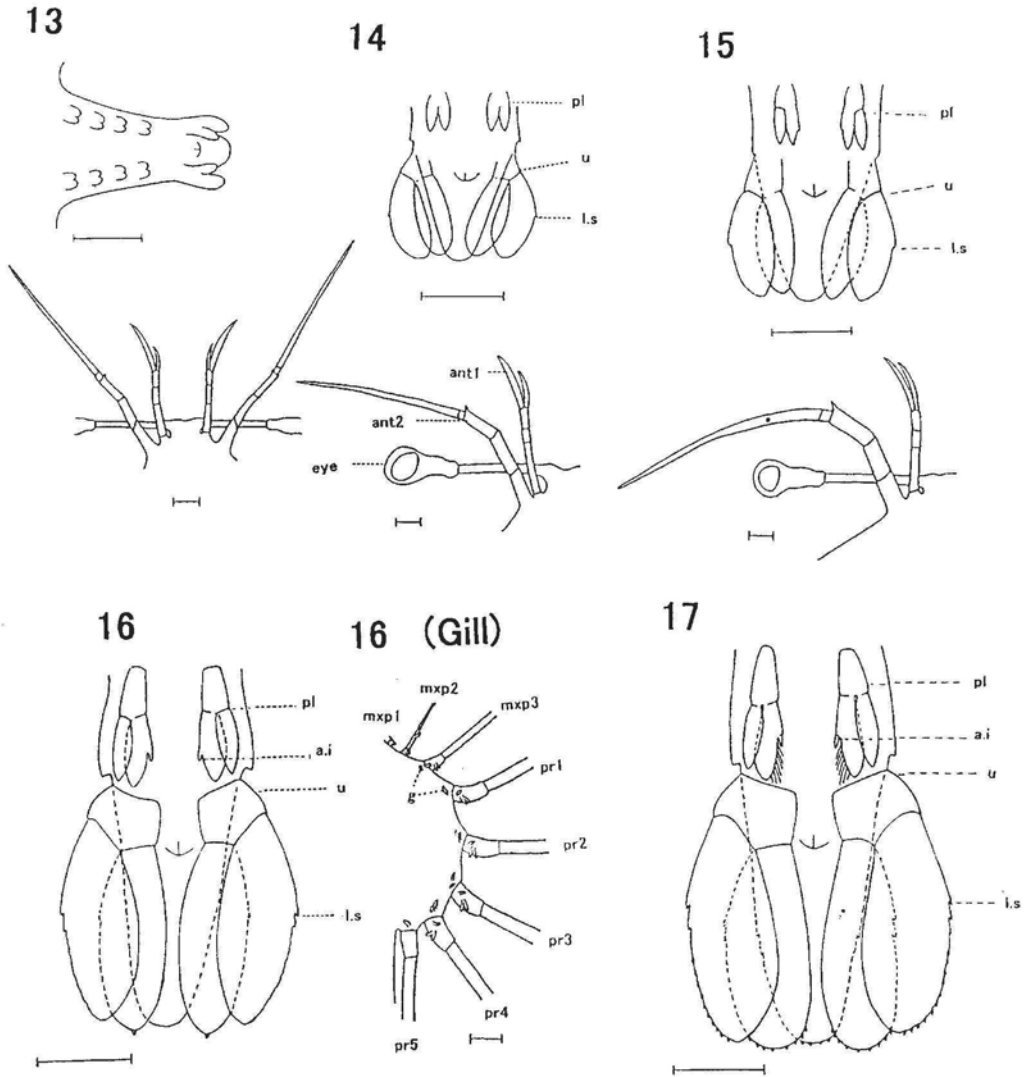 13
14
15
pl
u
l.s
pl
u
l.s
ant1
ant2
eye
16
16 (Gill)
17
pl
a.i
u
l.s
mxp1
mxp2
mxp3
g
pr1
pr2
pr3
pr4
pr5
pl
a.i
u
l.s